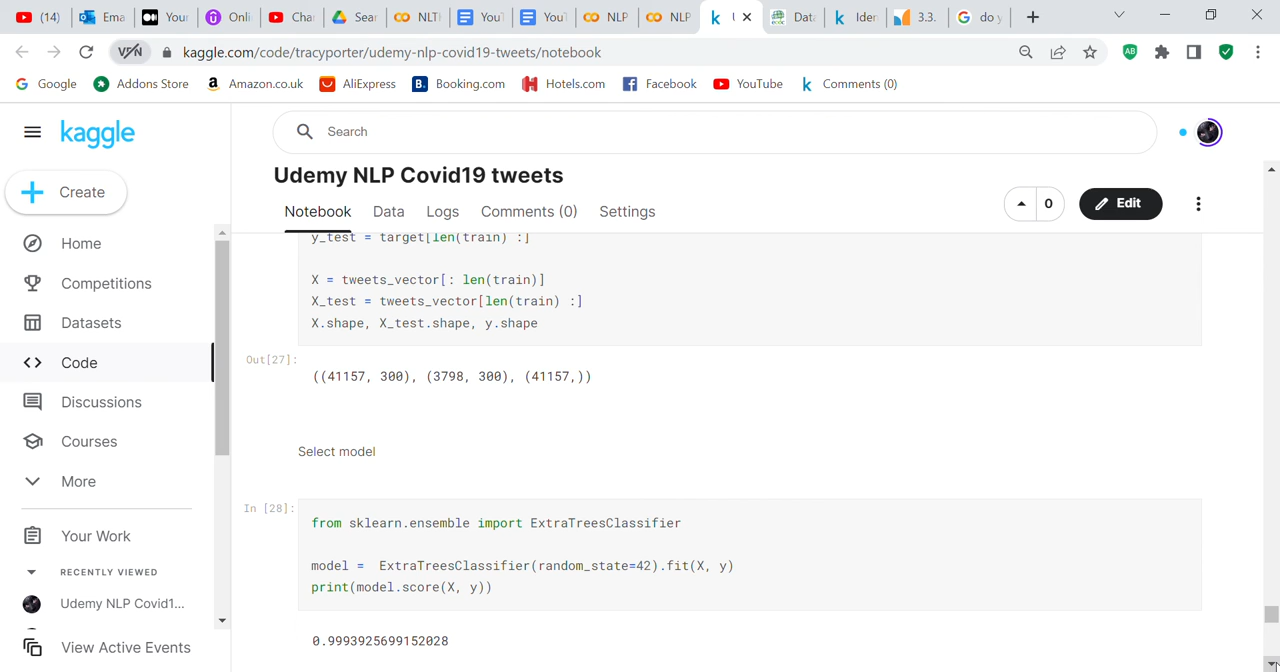 (14)
Ema
Your
Onli
Cha
Sear
NLT
You
You
NLP
NLP
Data
Iden
3.3.
do y
VPN
kaggle.com/code/tracyporter/udemy-nlp-covid19-tweets/notebook
AB
Google
Addons Store
Amazon.co.uk
AliExpress
Booking.com
Hotels.com
Facebook
YouTube
Comments (0)
kaggle
Search
Create
Udemy NLP Covid19 tweets
0
Edit
Notebook
Data
Logs
Comments (0)
Settings
Home
Competitions
Datasets
Code
Discussions
Courses
More
Your Work
RECENTLY VIEWED
Udemy NLP Covid1...
View Active Events
y_test = target[len(train) :]
X = tweets_vector[: len(train)]
X_test = tweets_vector[len(train) :]
X.shape, X_test.shape, y.shape
Out[27]:
((41157, 300), (3798, 300), (41157,))
Select model
In [28]:
from sklearn.ensemble import ExtraTreesClassifier
model =  ExtraTreesClassifier(random_state=42).fit(X, y)
print(model.score(X, y))
0.9993925699152028